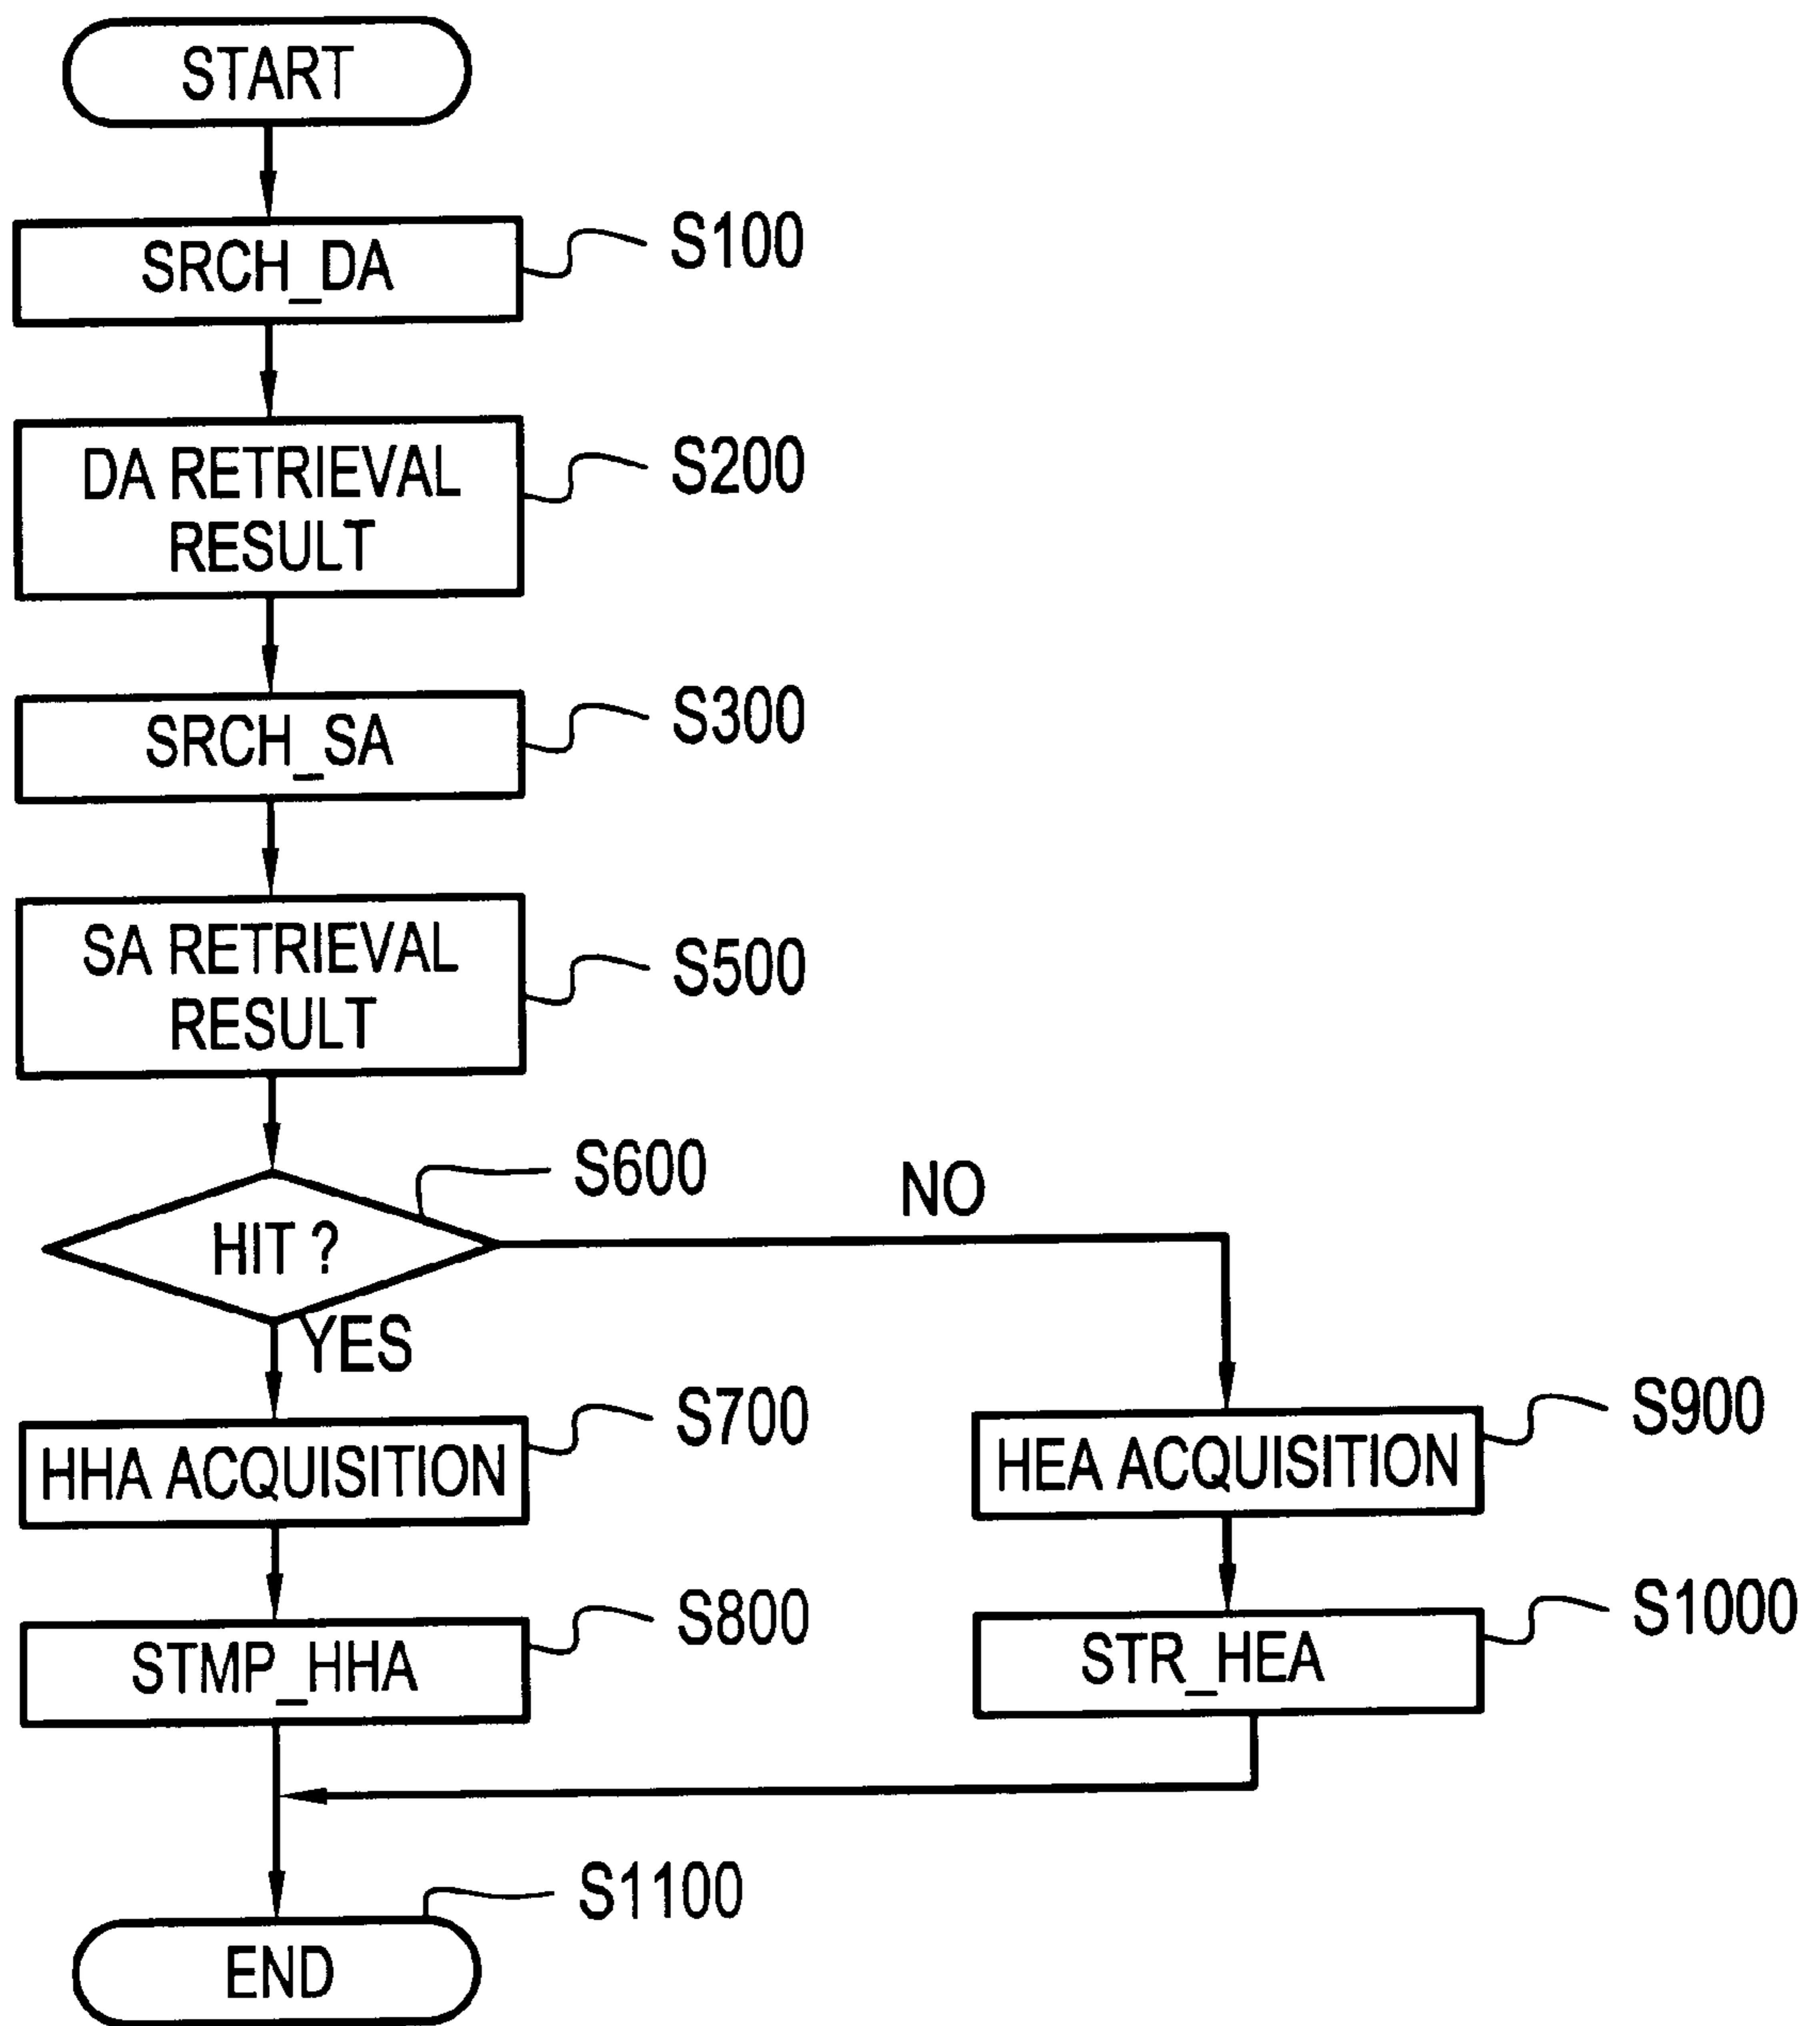 START
SRCH_DA
S100
DA RETRIEVAL
RESULT
S200
SRCH_SA
S300
SA RETRIEVAL
RESULT
S500
HIT ?
S600
NO
YES
HHA ACQUISITION
S700
HEA ACQUISITION
S900
STMP_HHA
S800
STR_HEA
S1000
S1100
END